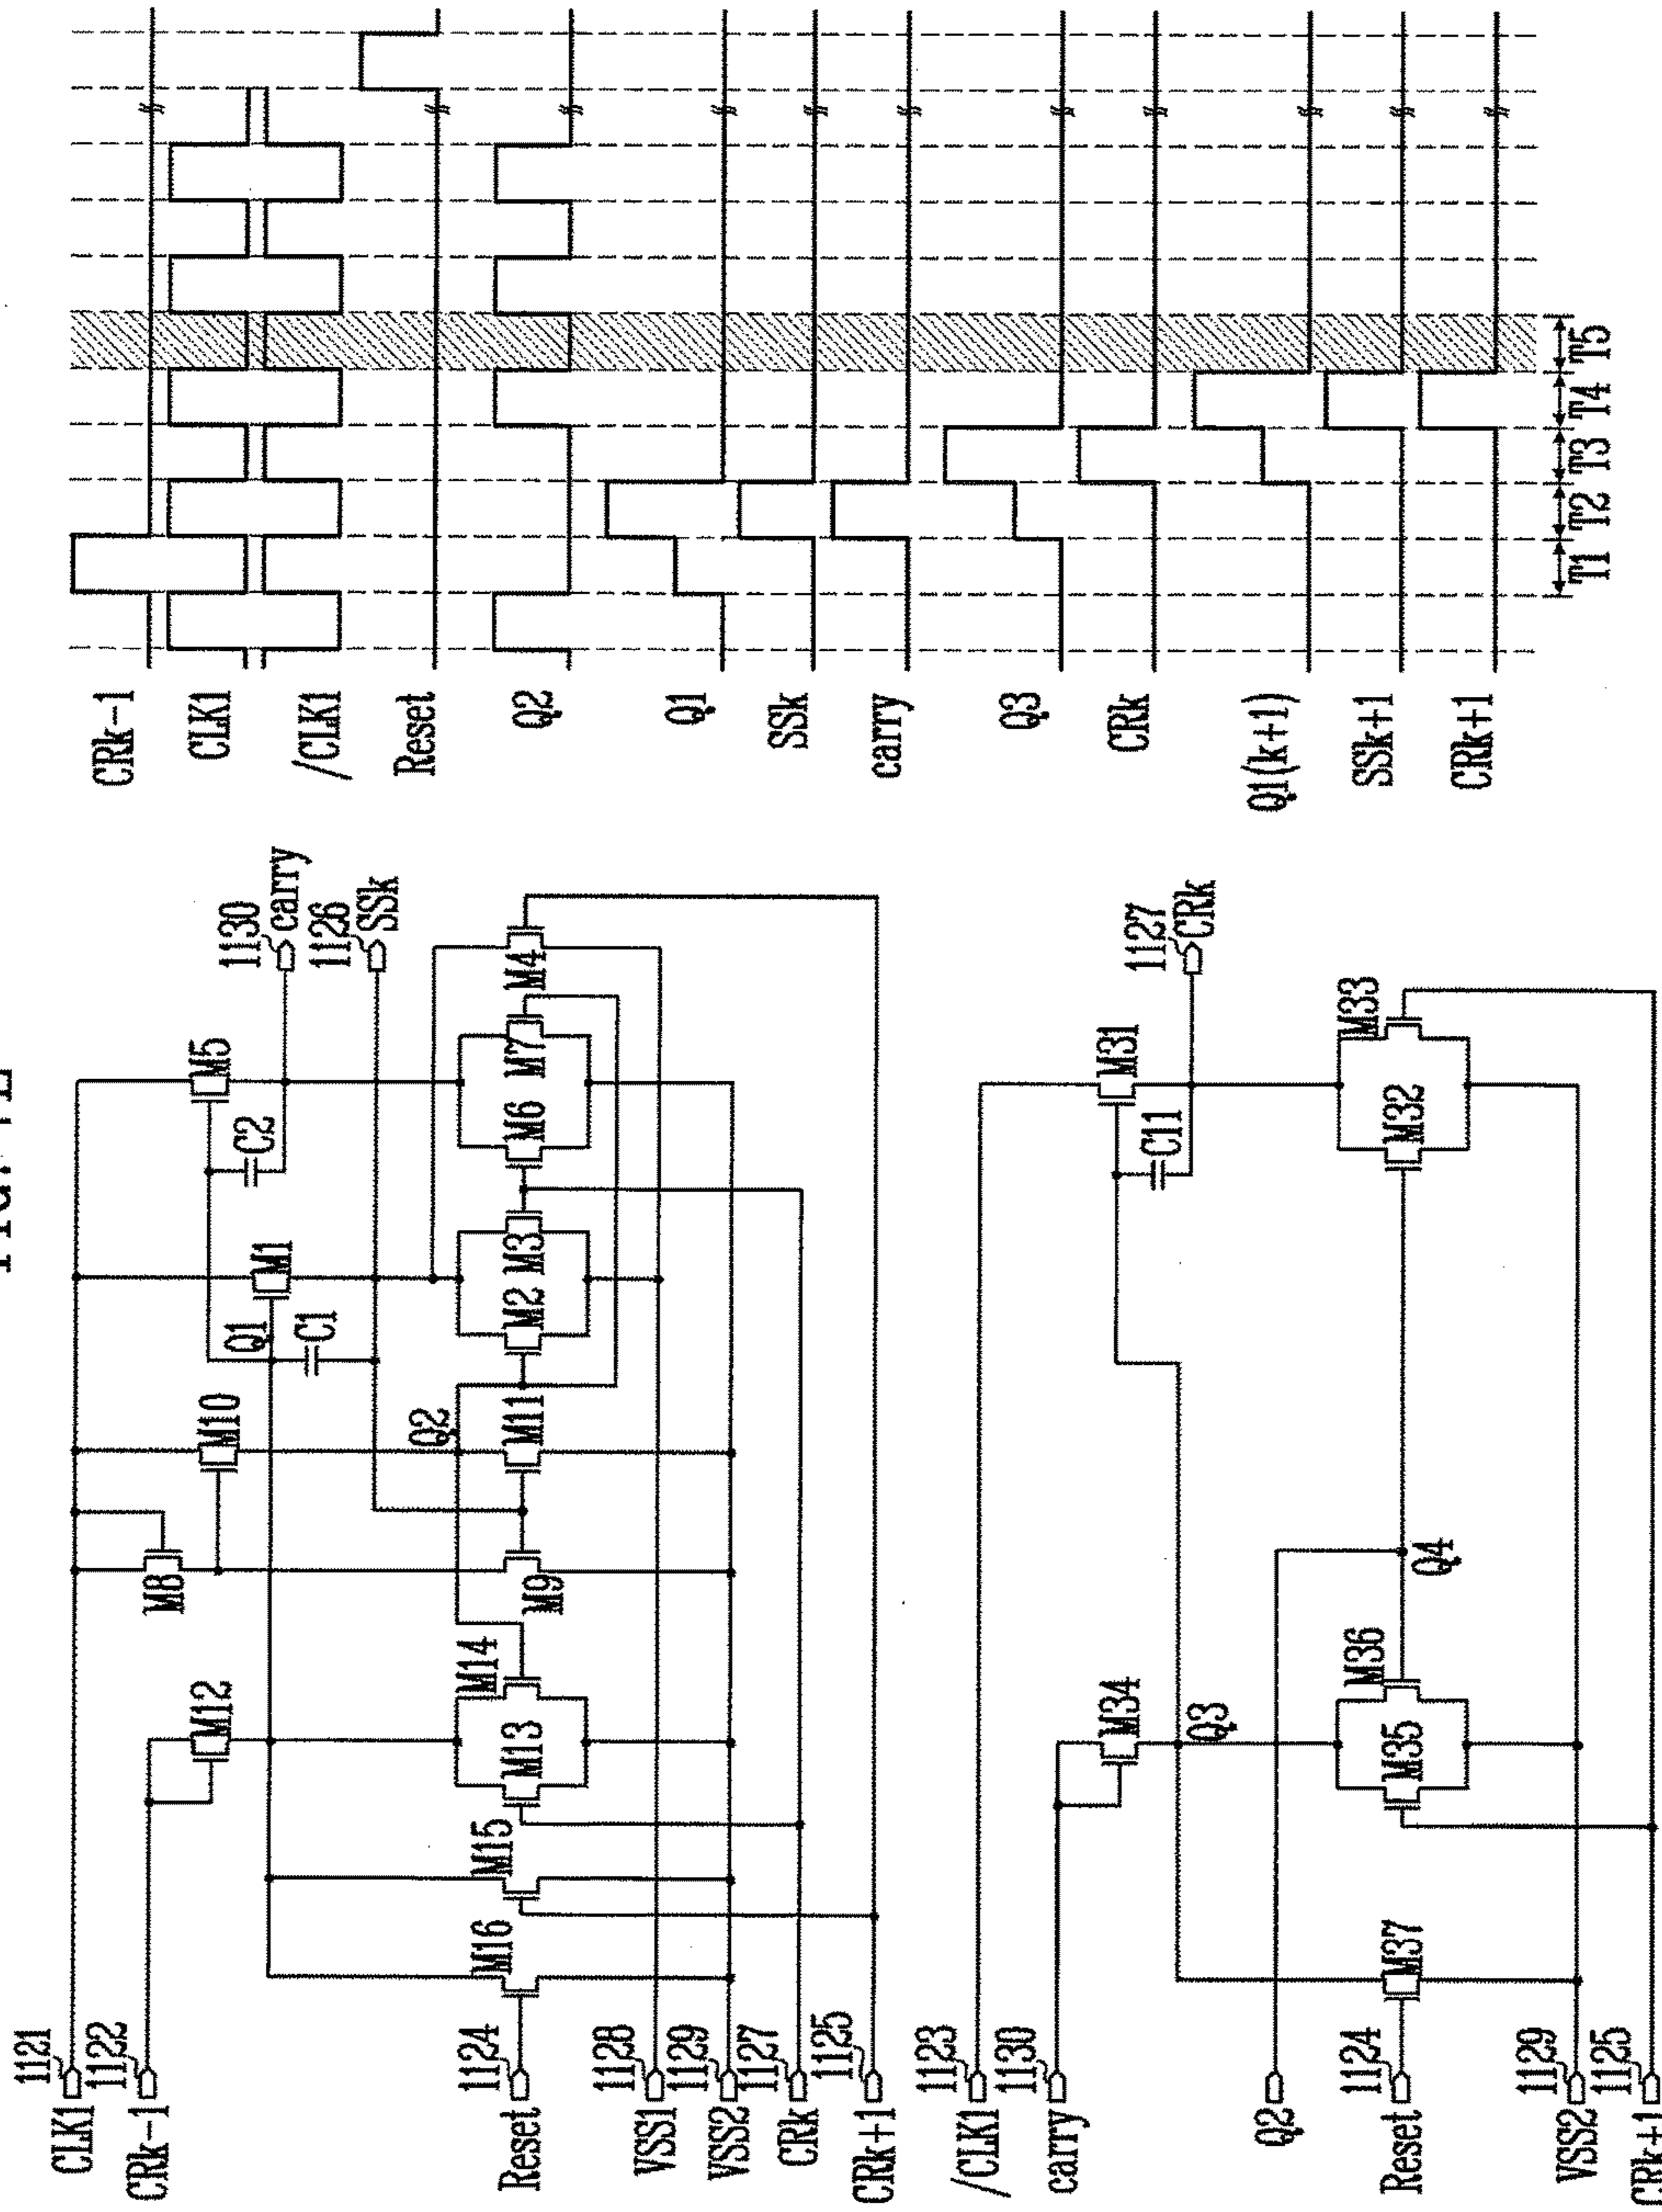 CRk-1
CLK1
/CLK1
Reset
Q2
Q1
SSk
carry
Q3
CRk
Q1(k+1)
SSk+1
CRk+1
T1 T2 T3 T4 T5
CLK1 1121
CRk-1 1122
M16 M15 M12 M13 M14
M8 M9 M10 M11
Q2
Q1 C1 M1
M2 M3
C2 M5
M6 M7
M4
1130 carry
1126 SSk
Reset 1124
VSS1 1128
VSS2 1129
CRk 1127
CRk+1 1125
/CLK1 1123
carry 1130
Q2
Reset 1124
VSS2 1129
CRk+1 1125
M37 M34 Q3
M35 M36
Q4
C11 M31
M32 M33
1127 CRk